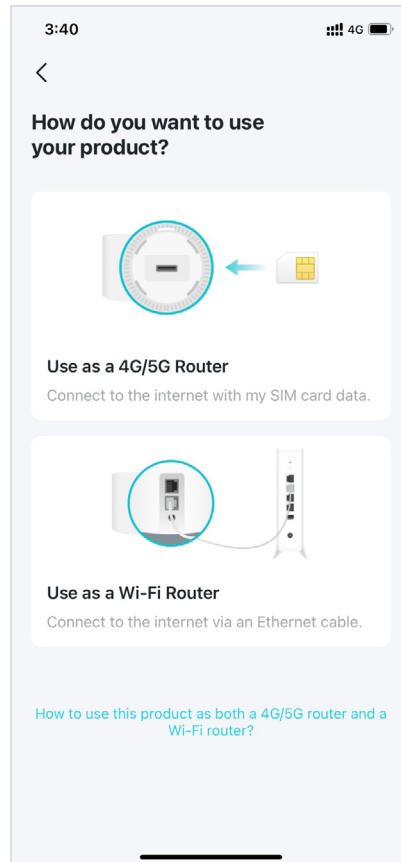 3:40
4G
How do you want to use
your product?
Use as a 4G/5G Router
Connect to the internet with my SIM card data.
Use as a Wi-Fi Router
Connect to the internet via an Ethernet cable.
How to use this product as both a 4G/5G router and a
Wi-Fi router?